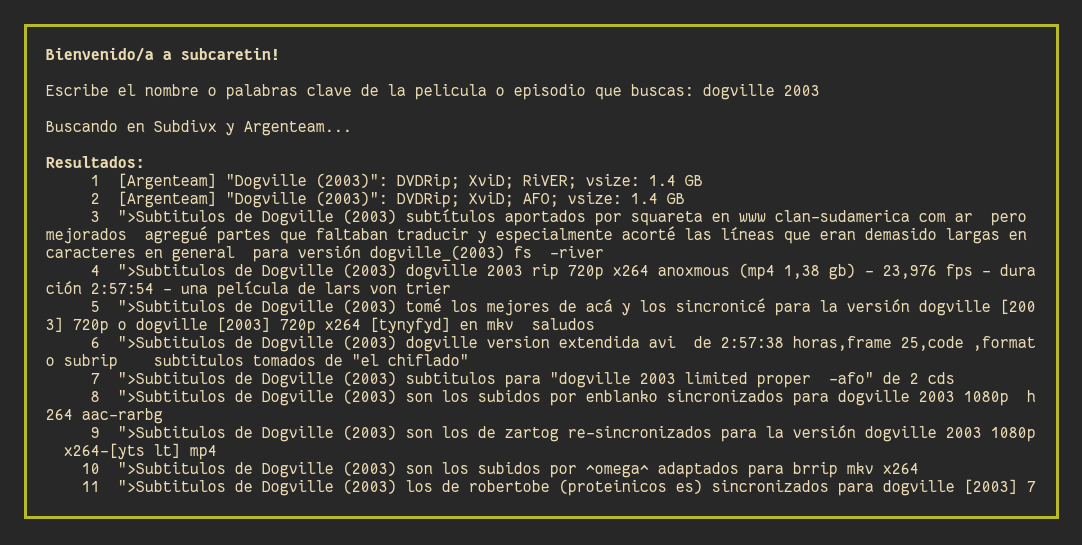 Bienvenido/a a subcaretin!
Escribe el nombre o palabras clave de la pelicula o episodio que buscas: dogville 2003
Buscando en Subdivx y Argenteam...
Resultados:
1  [Argenteam] "Dogville (2003)": DVDRip; XviD; RiVER; vsize: 1.4 GB
2  [Argenteam] "Dogville (2003)": DVDRip; XviD; AFO; vsize: 1.4 GB
3  ">Subtitulos de Dogville (2003) subtítulos aportados por squareta en www clan-sudamerica com ar  pero
mejorados  agregué partes que faltaban traducir y especialmente acorté las líneas que eran demasido largas en
caracteres en general  para versión dogville_(2003) fs  -river
4  ">Subtitulos de Dogville (2003) dogville 2003 rip 720p x264 anoxmous (mp4 1,38 gb) - 23,976 fps - dura
ción 2:57:54 - una película de lars von trier
5  ">Subtitulos de Dogville (2003) tomé los mejores de acá y los sincronicé para la versión dogville [200
3] 720p o dogville [2003] 720p x264 [tynyfyd] en mkv  saludos
6  ">Subtitulos de Dogville (2003) dogville version extendida avi  de 2:57:38 horas,frame 25,code ,format
o subrip    subtitulos tomados de "el chiflado"
7  ">Subtitulos de Dogville (2003) subtitulos para "dogville 2003 limited proper  -afo" de 2 cds
8  ">Subtitulos de Dogville (2003) son los subidos por enblanko sincronizados para dogville 2003 1080p  h
264 aac-rarbg
9  ">Subtitulos de Dogville (2003) son los de zartog re-sincronizados para la versión dogville 2003 1080p
x264-[yts lt] mp4
10  ">Subtitulos de Dogville (2003) son los subidos por ^omega^ adaptados para brrip mkv x264
11  ">Subtitulos de Dogville (2003) los de robertobe (proteinicos es) sincronizados para dogville [2003] 7